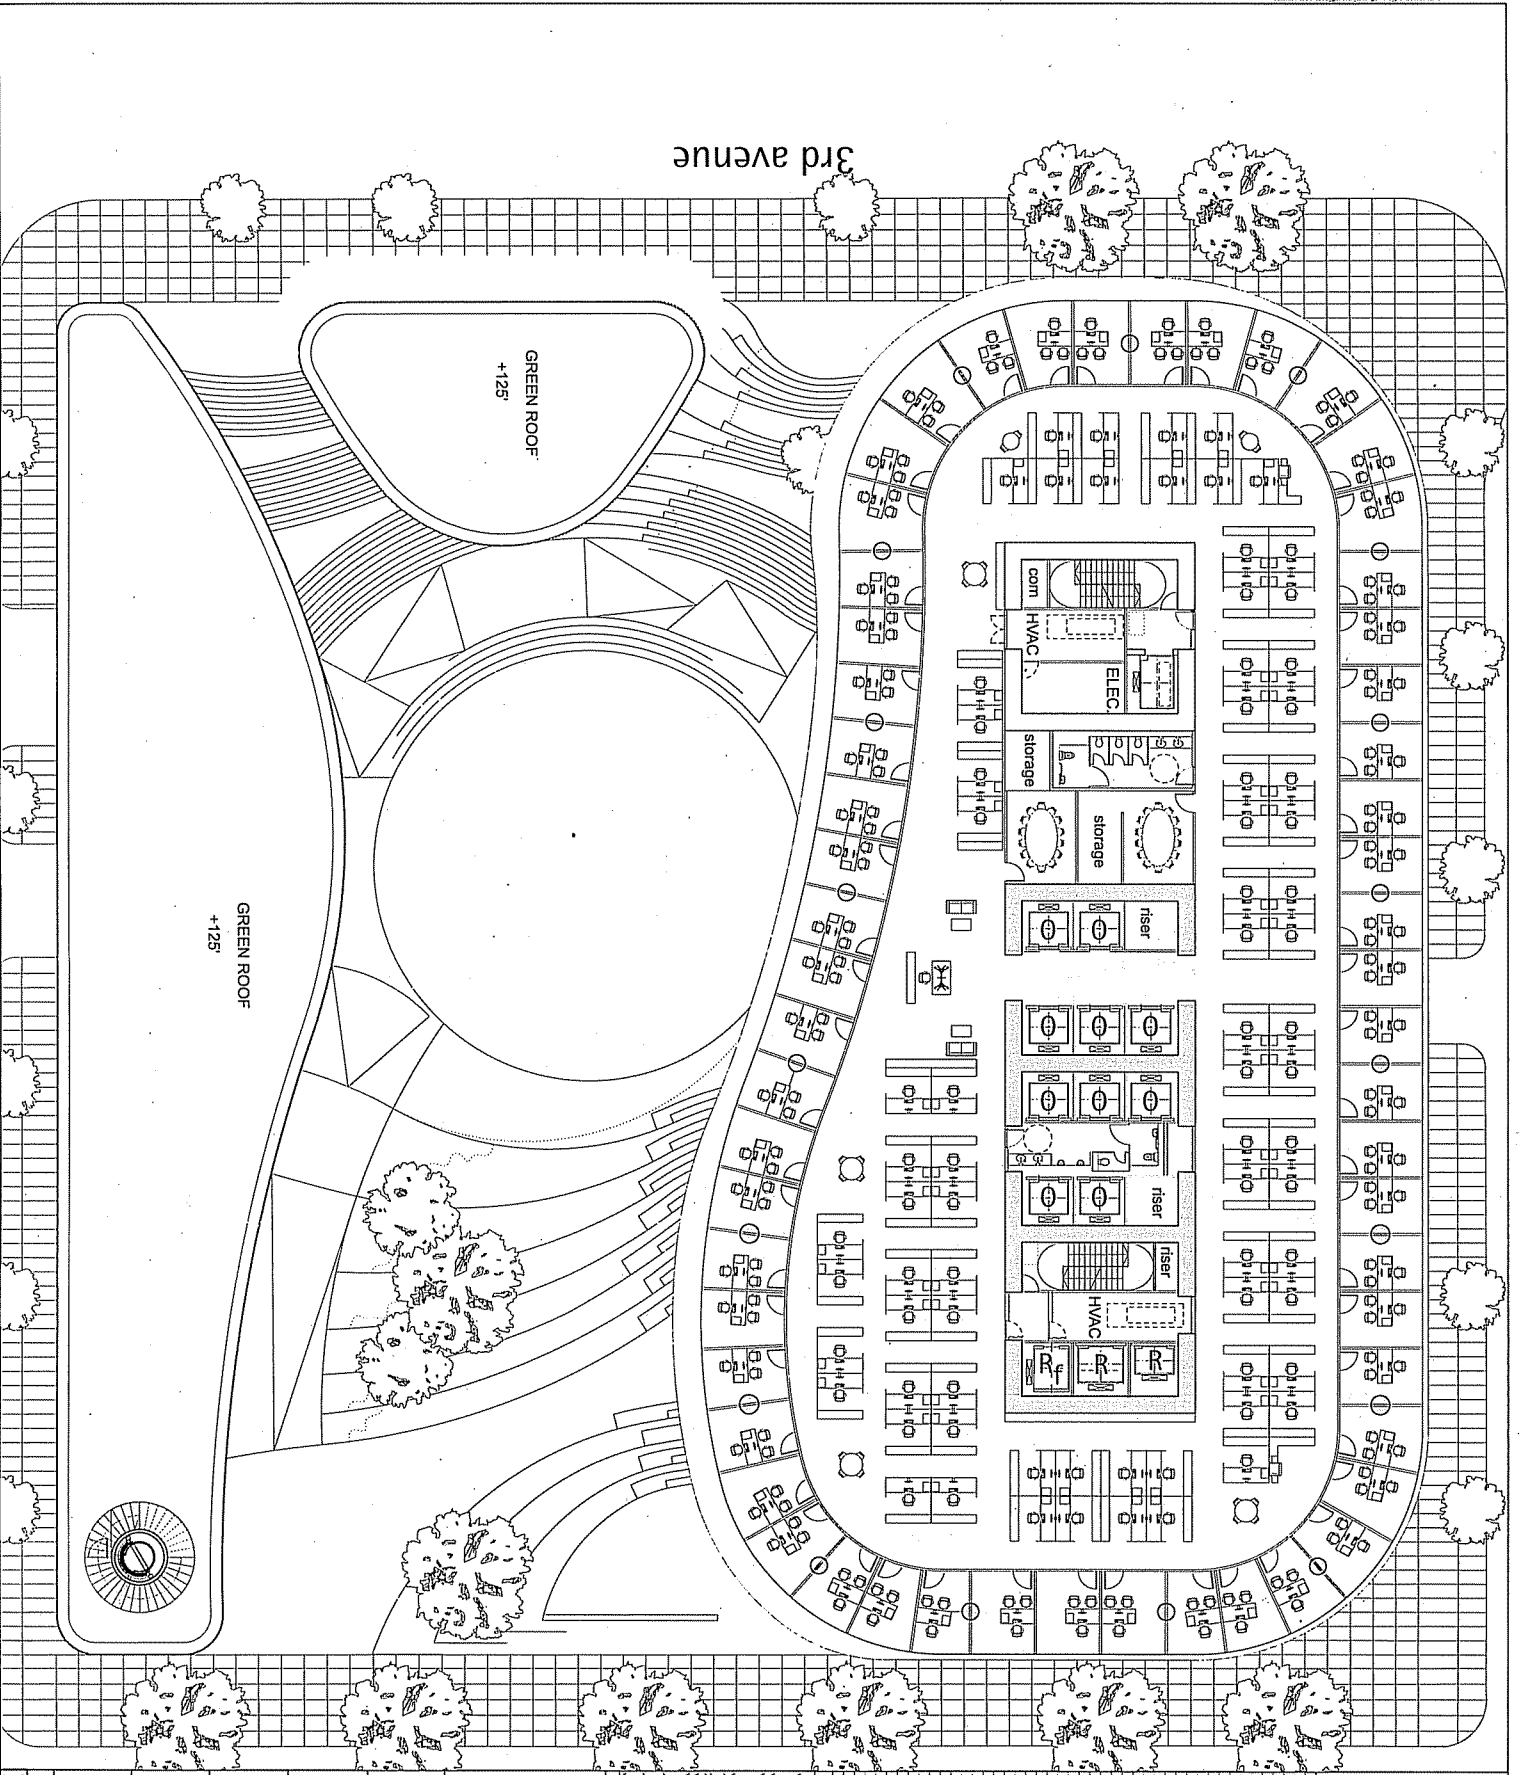 3rd avenue
GREEN ROOF
+125'
com
HVAC
ELEC.
storage
storage
riser
GREEN ROOF
+125'
riser
riser
HVAC
Rf
R
R